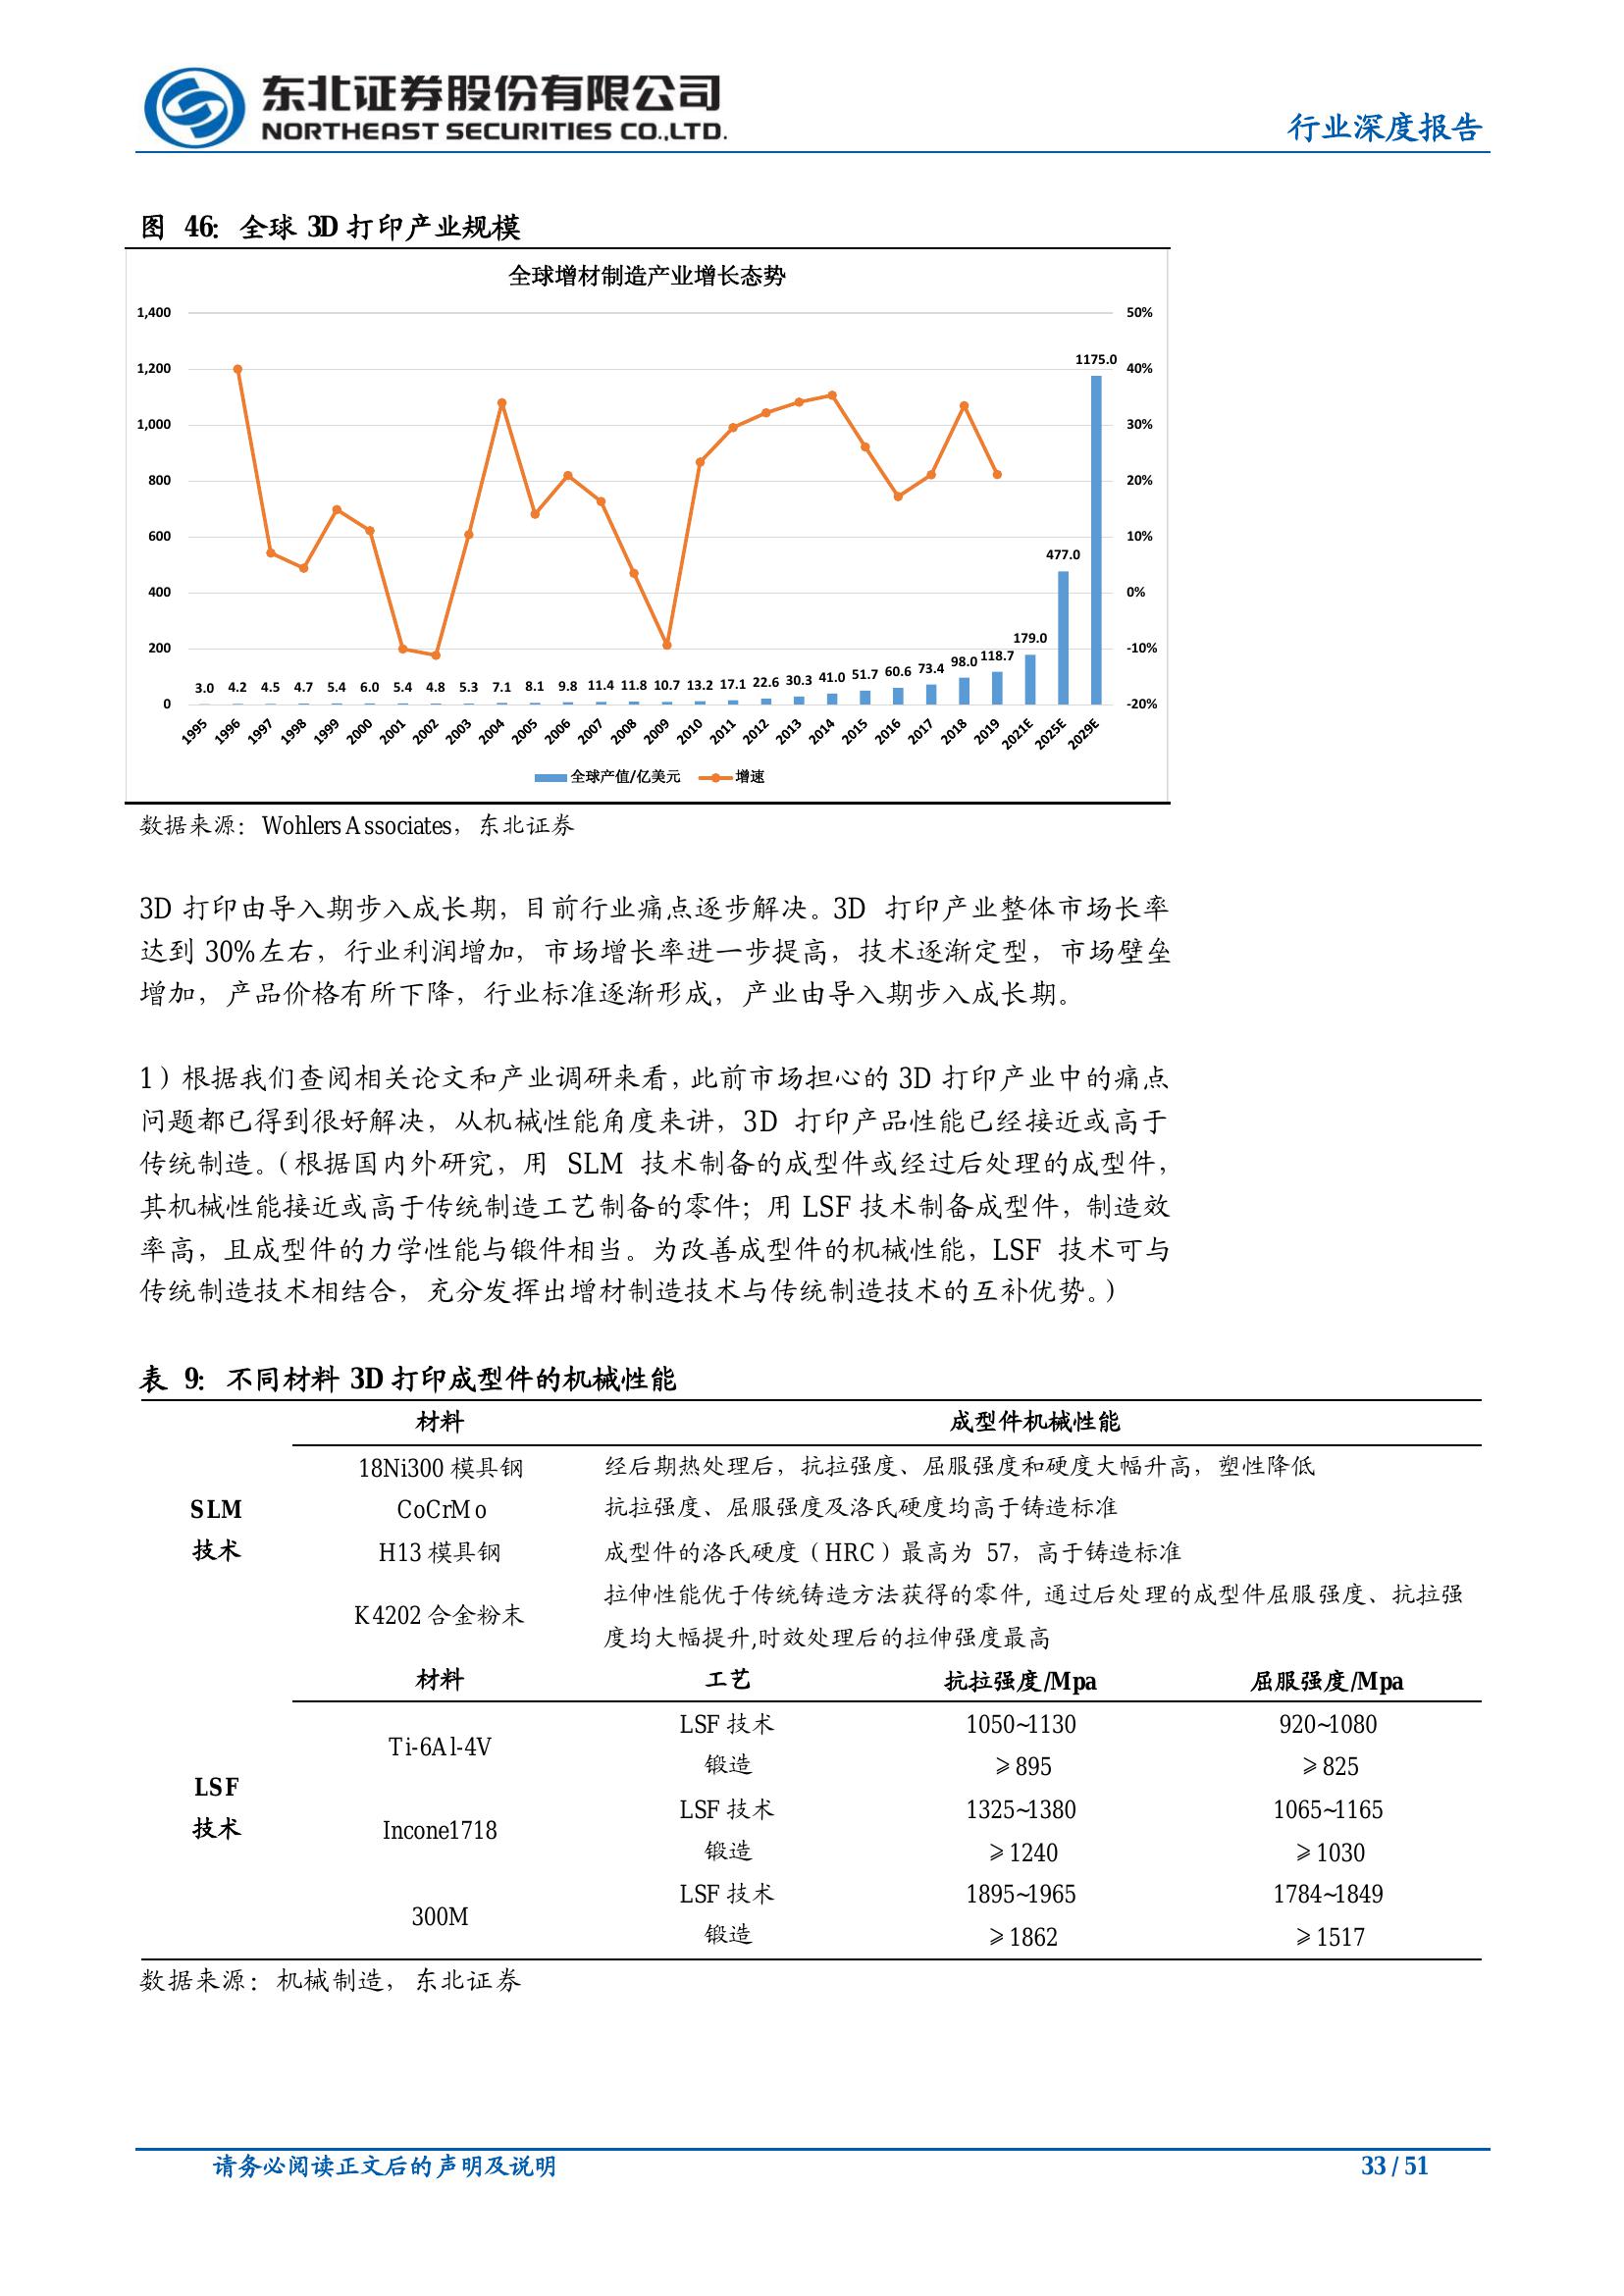 东北证券股份有限公司
NORTHEAST SECURITIES CO.,LTD.
行业深度报告
图 46：全球 3D 打印产业规模
全球增材制造产业增长态势
1,400 50%
1175.0
1,200 40%
1,000 30%
800 20%
600 10%
477.0
400 0%
179.0
200 -10%
3.0 4.2 4.5 4.7 5.4 6.0 5.4 4.8 5.3 7.1 8.1 9.8 11.4 11.8 10.7 13.2 17.1 22.6 30.3 41.0 51.7 60.6 73.4 98.0 118.7
0 -20%
1995 1996 1997 1998 1999 2000 2001 2002 2003 2004 2005 2006 2007 2008 2009 2010 2011 2012 2013 2014 2015 2016 2017 2018 2019 2021E 2025E 2029E
全球产值/亿美元 增速
数据来源：Wohlers Associates，东北证券
3D 打印由导入期步入成长期，目前行业痛点逐步解决。3D 打印产业整体市场长率
达到 30%左右，行业利润增加，市场增长率进一步提高，技术逐渐定型，市场壁垒
增加，产品价格有所下降，行业标准逐渐形成，产业由导入期步入成长期。
1）根据我们查阅相关论文和产业调研来看，此前市场担心的 3D 打印产业中的痛点
问题都已得到很好解决，从机械性能角度来讲，3D 打印产品性能已经接近或高于
传统制造。（根据国内外研究，用 SLM 技术制备的成型件或经过后处理的成型件，
其机械性能接近或高于传统制造工艺制备的零件；用 LSF 技术制备成型件，制造效
率高，且成型件的力学性能与锻件相当。为改善成型件的机械性能，LSF 技术可与
传统制造技术相结合，充分发挥出增材制造技术与传统制造技术的互补优势。）
表 9：不同材料 3D 打印成型件的机械性能
材料 成型件机械性能
18Ni300 模具钢 经后期热处理后，抗拉强度、屈服强度和硬度大幅升高，塑性降低
SLM
技术
CoCrMo 抗拉强度、屈服强度及洛氏硬度均高于铸造标准
H13 模具钢 成型件的洛氏硬度（HRC）最高为 57，高于铸造标准
K4202 合金粉末 拉伸性能优于传统铸造方法获得的零件, 通过后处理的成型件屈服强度、抗拉强
度均大幅提升,时效处理后的拉伸强度最高
材料 工艺 抗拉强度/Mpa 屈服强度/Mpa
LSF
技术
Ti-6Al-4V LSF 技术 1050~1130 920~1080
锻造 ≥895 ≥825
Incone1718 LSF 技术 1325~1380 1065~1165
锻造 ≥1240 ≥1030
300M LSF 技术 1895~1965 1784~1849
锻造 ≥1862 ≥1517
数据来源：机械制造，东北证券
请务必阅读正文后的声明及说明 33 / 51